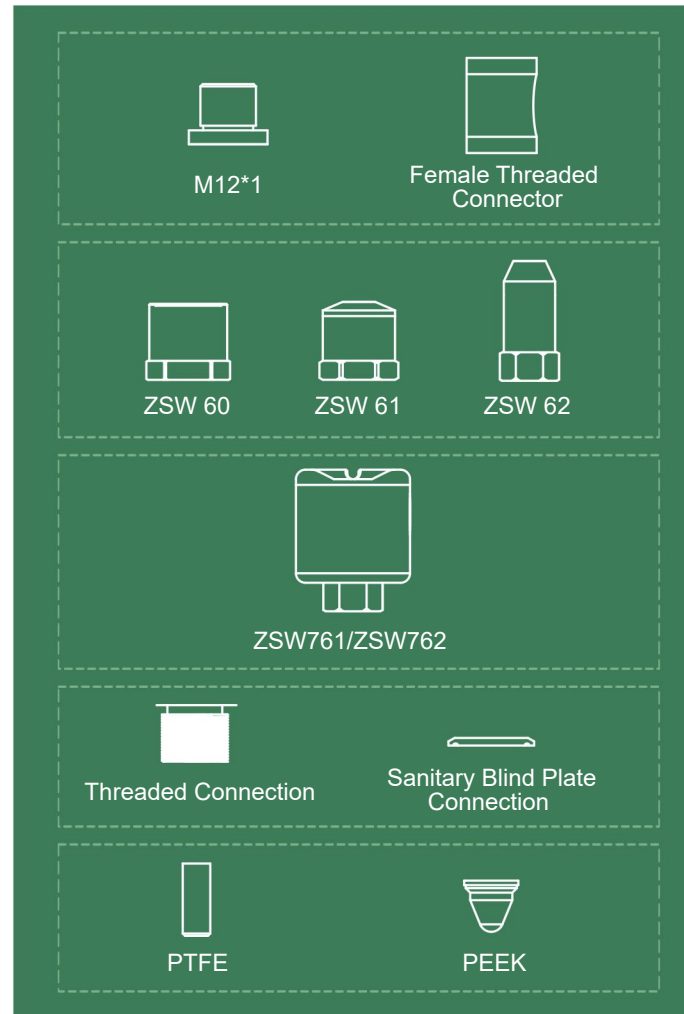 M12*1
Female Threaded
Connector
ZSW 60
ZSW 61
ZSW 62
ZSW761/ZSW762
Threaded Connection
Sanitary Blind Plate
Connection
PTFE
PEEK